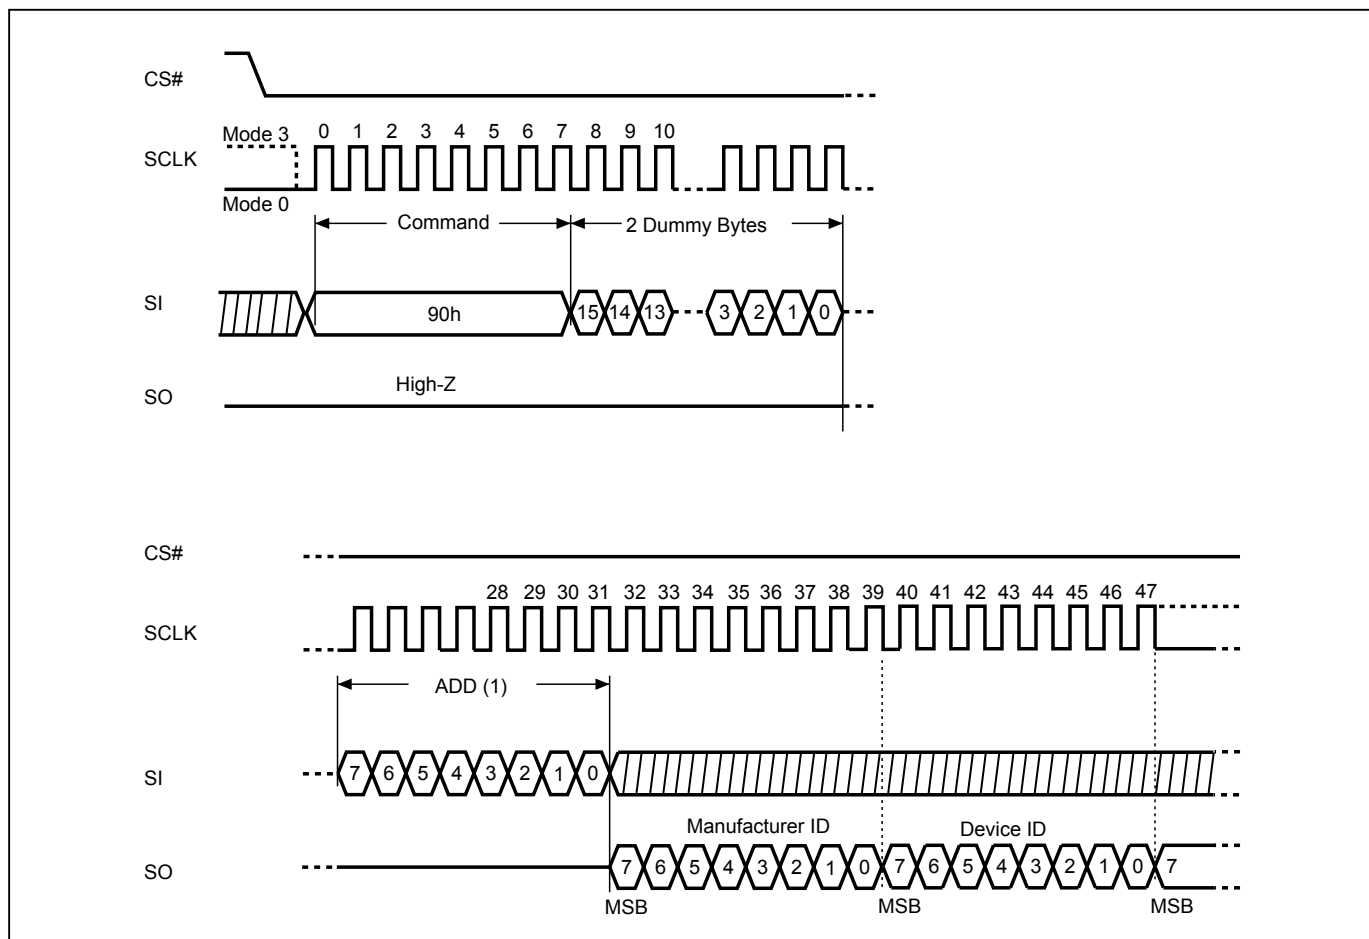 CS#
Mode 3 0 1 2 3 4 5 6 7 8 9 10
SCLK
Mode 0
Command 2 Dummy Bytes
SI 90h 15 14 13 3 2 1 0
High-Z
SO
CS#
28 29 30 31 32 33 34 35 36 37 38 39 40 41 42 43 44 45 46 47
SCLK
ADD (1)
SI 7 6 5 4 3 2 1 0
Manufacturer ID Device ID
SO 7 6 5 4 3 2 1 0 7 6 5 4 3 2 1 0 7
MSB MSB MSB